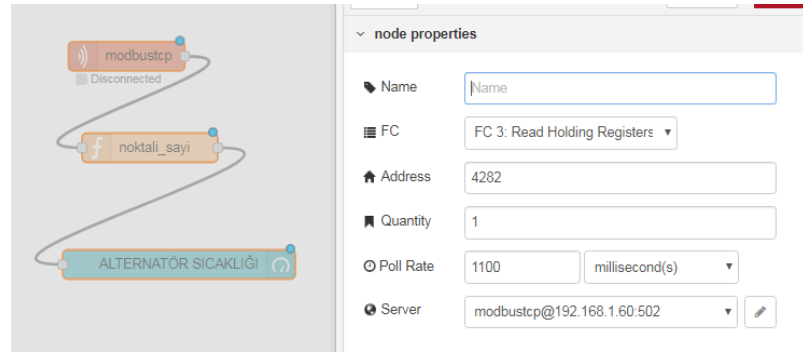 modbustcp
Disconnected
noktali_sayi
ALTERNATÖR SICAKLIĞI
node properties
Name Name
FC FC 3: Read Holding Registers
Address 4282
Quantity 1
Poll Rate 1100 millisecond(s)
Server modbustcp@192.168.1.60:502